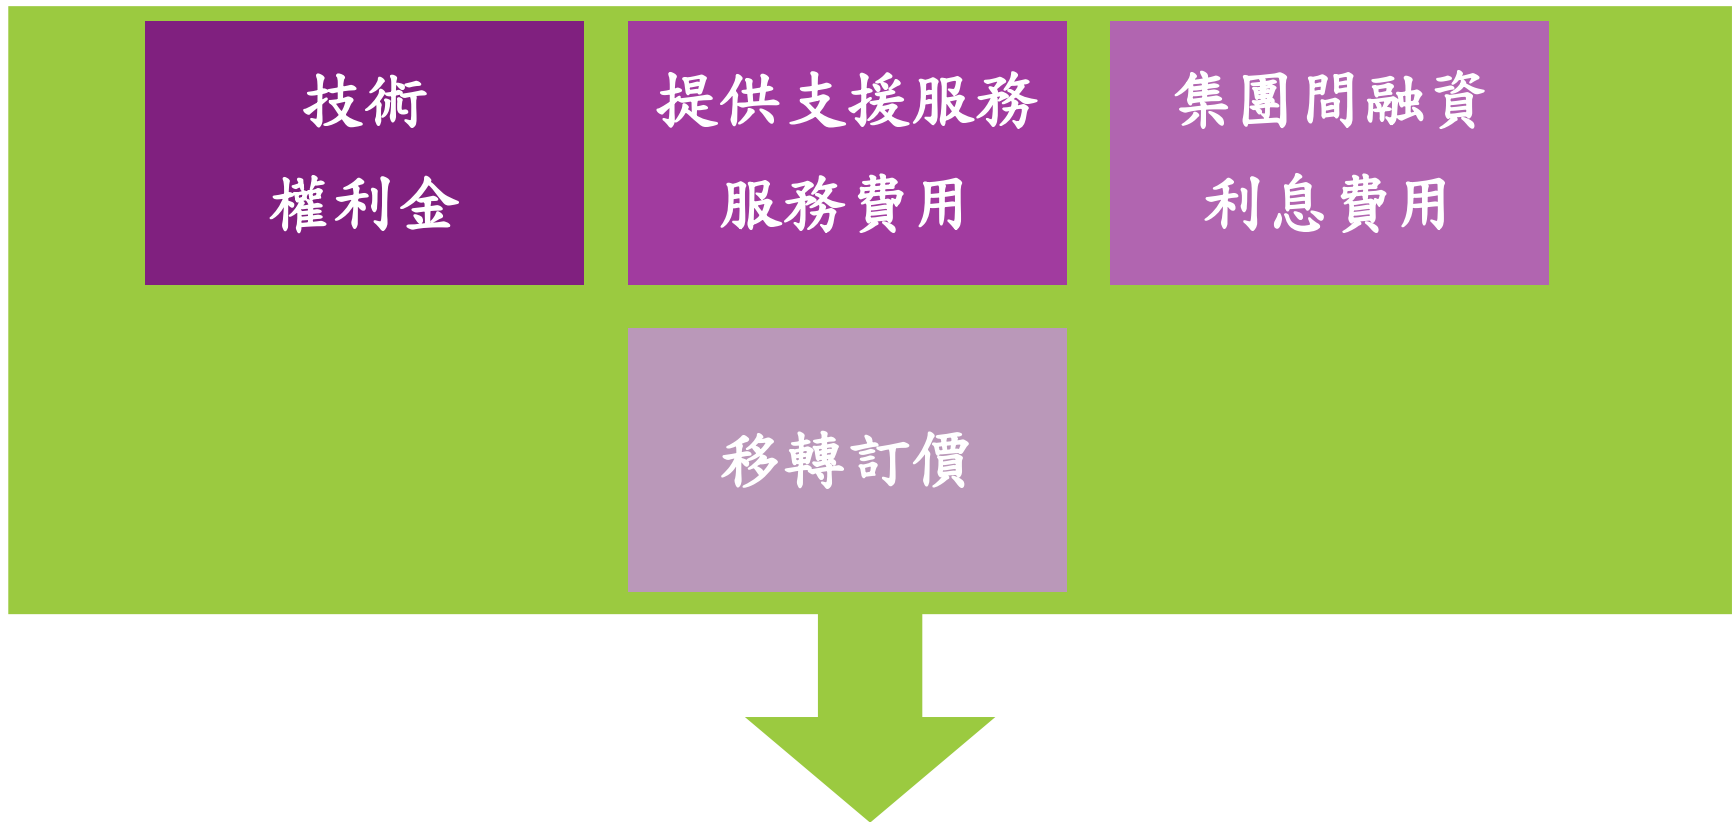 技術
權利金
提供支援服務
服務費用
集團間融資
利息費用
移轉訂價